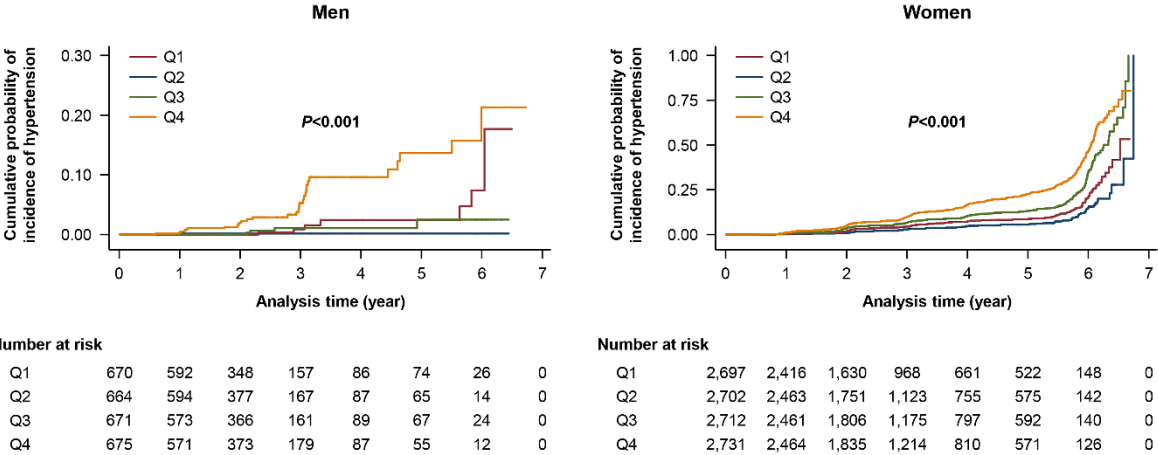 Men
Cumulative probability of
incidence of hypertension
0.30
0.20
0.10
0.00
Q1
Q2
Q3
Q4
P<0.001
0 1 2 3 4 5 6 7
Analysis time (year)
Number at risk
Q1 670 592 348 157 86 74 26 0
Q2 664 594 377 167 87 65 14 0
Q3 671 573 366 161 89 67 24 0
Q4 675 571 373 179 87 55 12 0
Women
Cumulative probability of
incidence of hypertension
1.00
0.75
0.50
0.25
0.00
Q1
Q2
Q3
Q4
P<0.001
0 1 2 3 4 5 6 7
Analysis time (year)
Number at risk
Q1 2,697 2,416 1,630 968 661 522 148 0
Q2 2,702 2,463 1,751 1,123 755 575 142 0
Q3 2,712 2,461 1,806 1,175 797 592 140 0
Q4 2,731 2,464 1,835 1,214 810 571 126 0